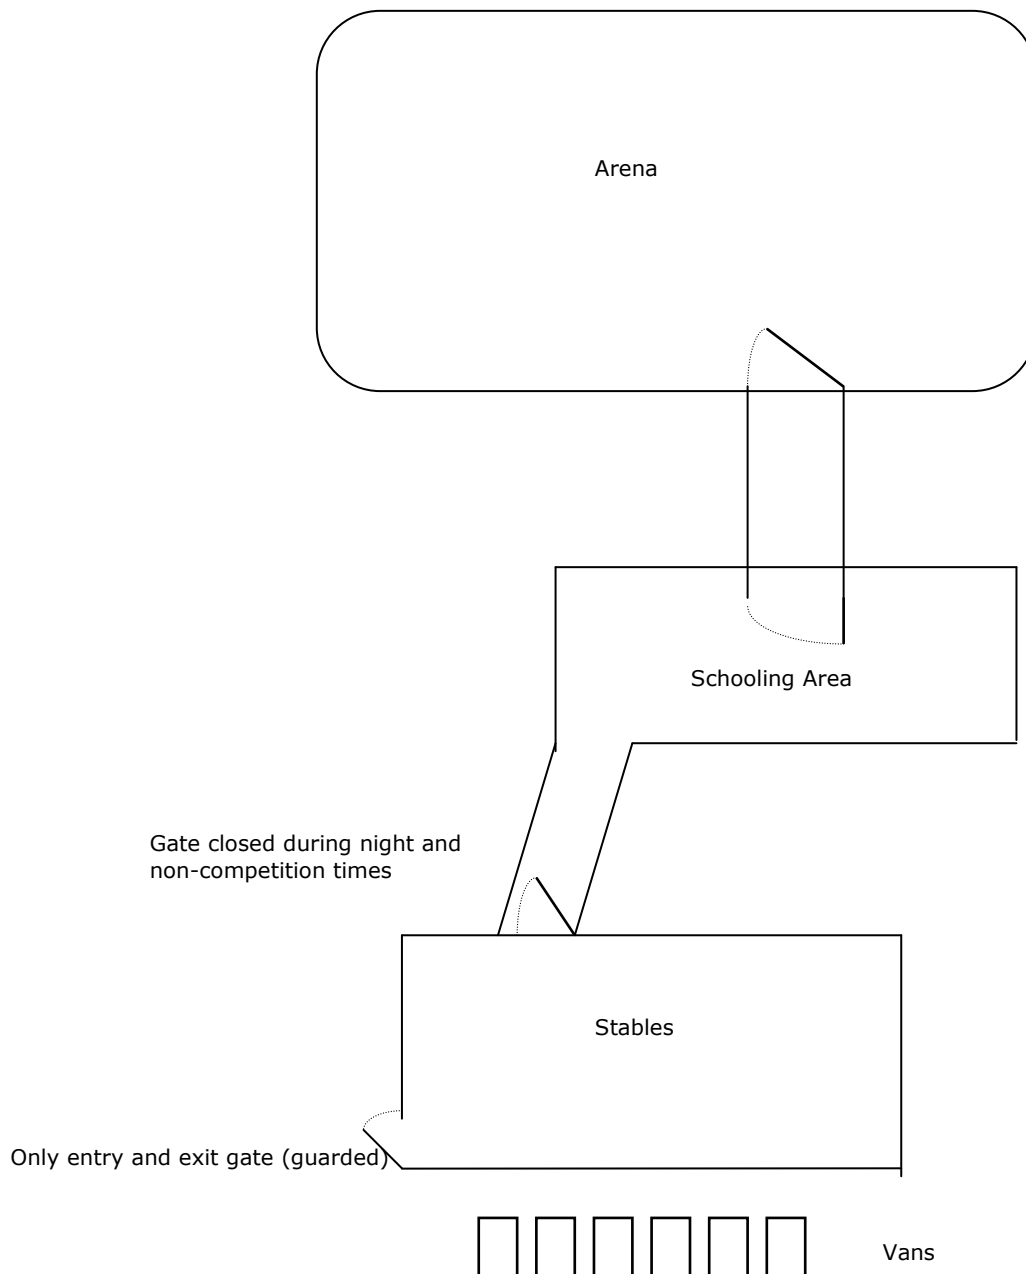 Arena
Schooling Area
Gate closed during night and
non-competition times
Stables
Only entry and exit gate (guarded)
Vans